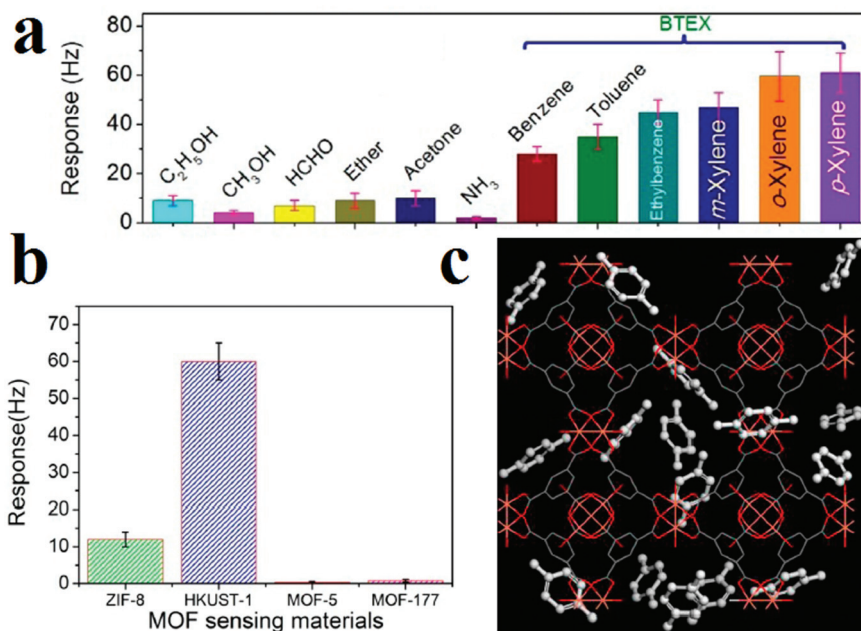 a
Response (Hz)
80
60
40
20
0
C₂H₅OH
CH₃OH
HCHO
Ether
Acetone
NH₃
BTEX
Benzene
Toluene
Ethylbenzene
m-Xylene
o-Xylene
p-Xylene
b
Response(Hz)
70
60
50
40
30
20
10
0
ZIF-8
HKUST-1
MOF-5
MOF-177
MOF sensing materials
c